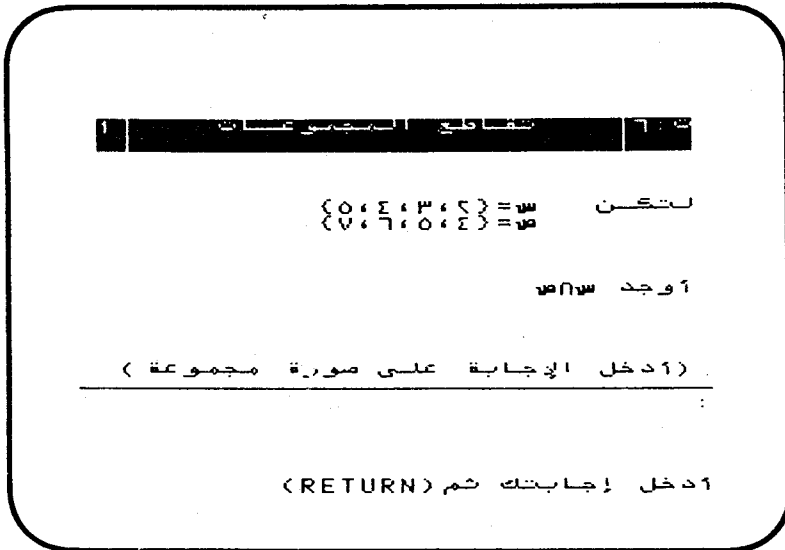 ت : ٦ تقاطع المجموعات ١
لتكن س={٢،٣،٤،٥}
ص={٤،٥،٦،٧}
أوجد س∩ص
(أدخل الإجابة على صورة مجموعة )
:
أدخل إجابتك ثم (RETURN)